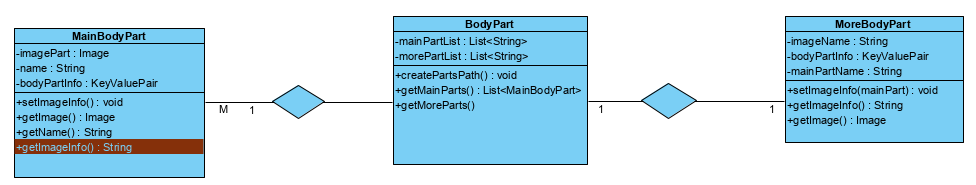 MainBodyPart
-imagePart : Image
-name : String
-bodyPartInfo : KeyValuePair
+setImageInfo() : void
+getImage() : Image
+getName() : String
+getImageInfo() : String
M
1
BodyPart
-mainPartList : List<String>
-morePartList : List<String>
+createPartsPath() : void
+getMainParts() : List<MainBodyPart>
+getMoreParts()
1
1
MoreBodyPart
-imageName : String
-bodyPartInfo : KeyValuePair
-mainPartName : String
+setImageInfo(mainPart) : void
+getImageInfo() : String
+getImage() : Image